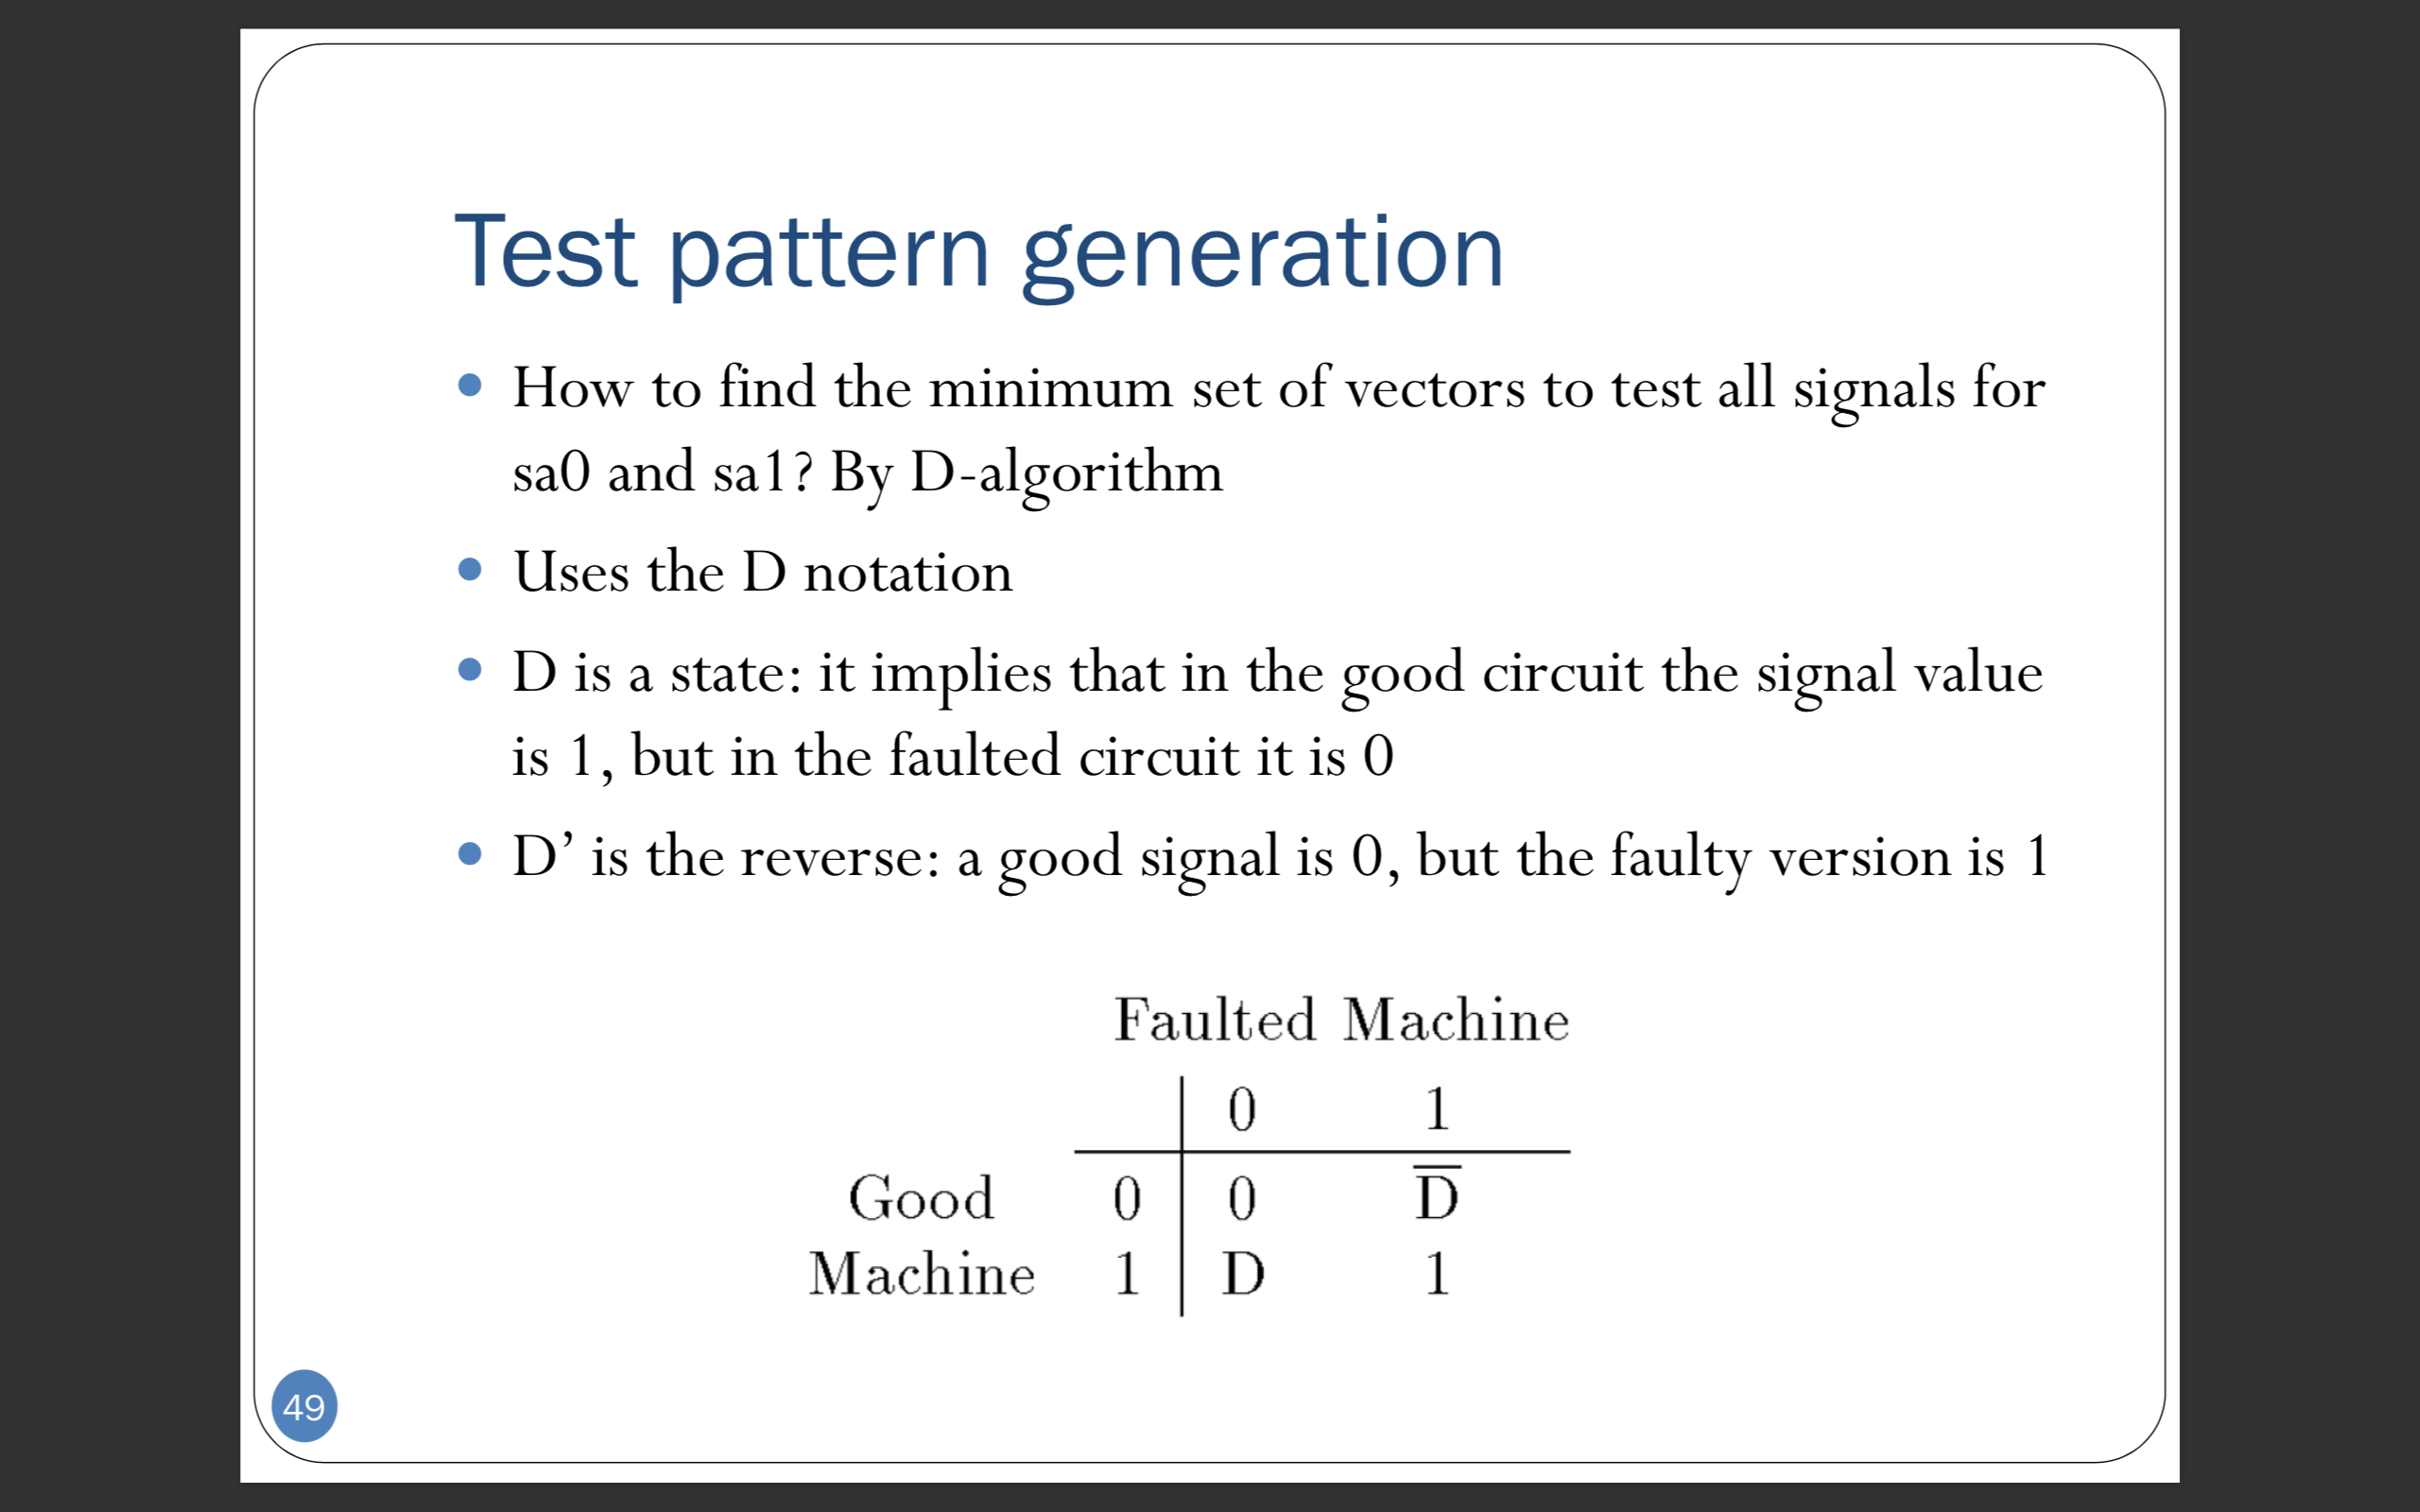 Test pattern generation
• How to find the minimum set of vectors to test all signals for
sa0 and sa1? By D-algorithm
• Uses the D notation
• D is a state: it implies that in the good circuit the signal value
is 1, but in the faulted circuit it is 0
• D’ is the reverse: a good signal is 0, but the faulty version is 1
Faulted Machine
0 1
Good 0 0 D̅
Machine 1 D 1
49